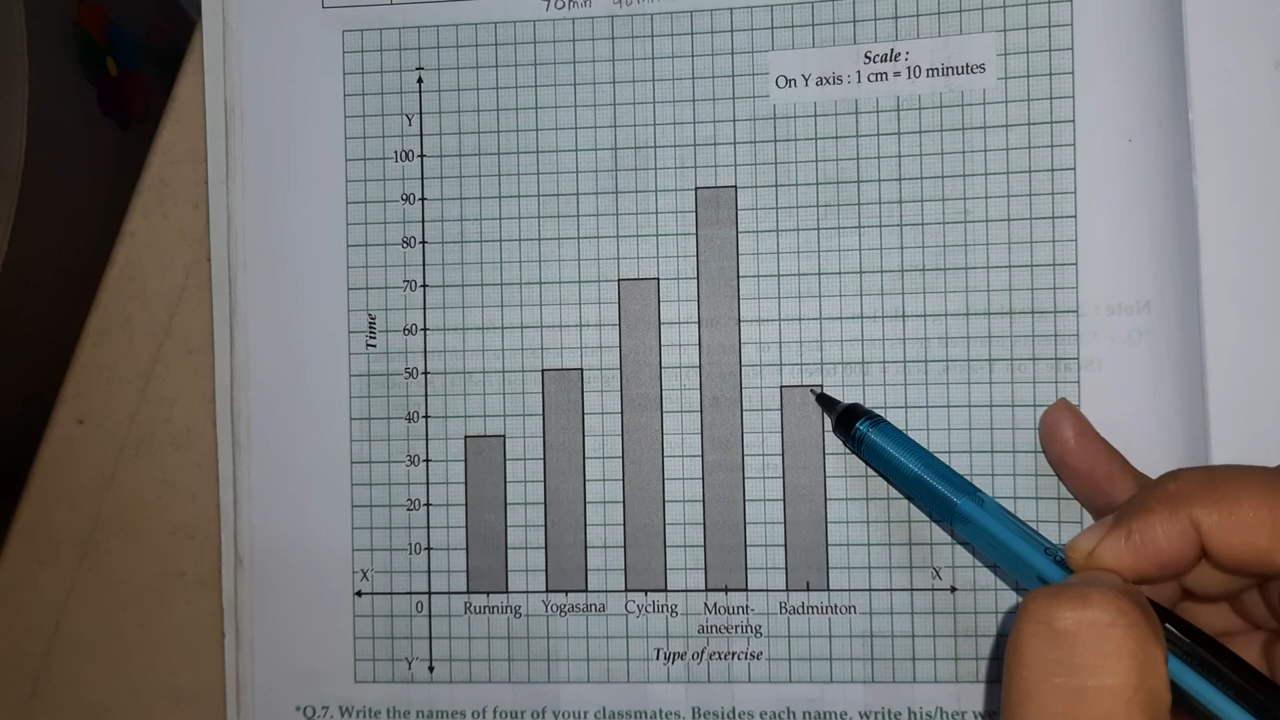 70min
Scale :
On Y axis : 1 cm = 10 minutes
Y
100
90
80
70
60
50
40
30
20
10
Time
X'
X
0
Running Yogasana Cycling Mount- Badminton
aineering
Type of exercise
Y'
*Q.7. Write the names of four of your classmates. Besides each name, write his/her